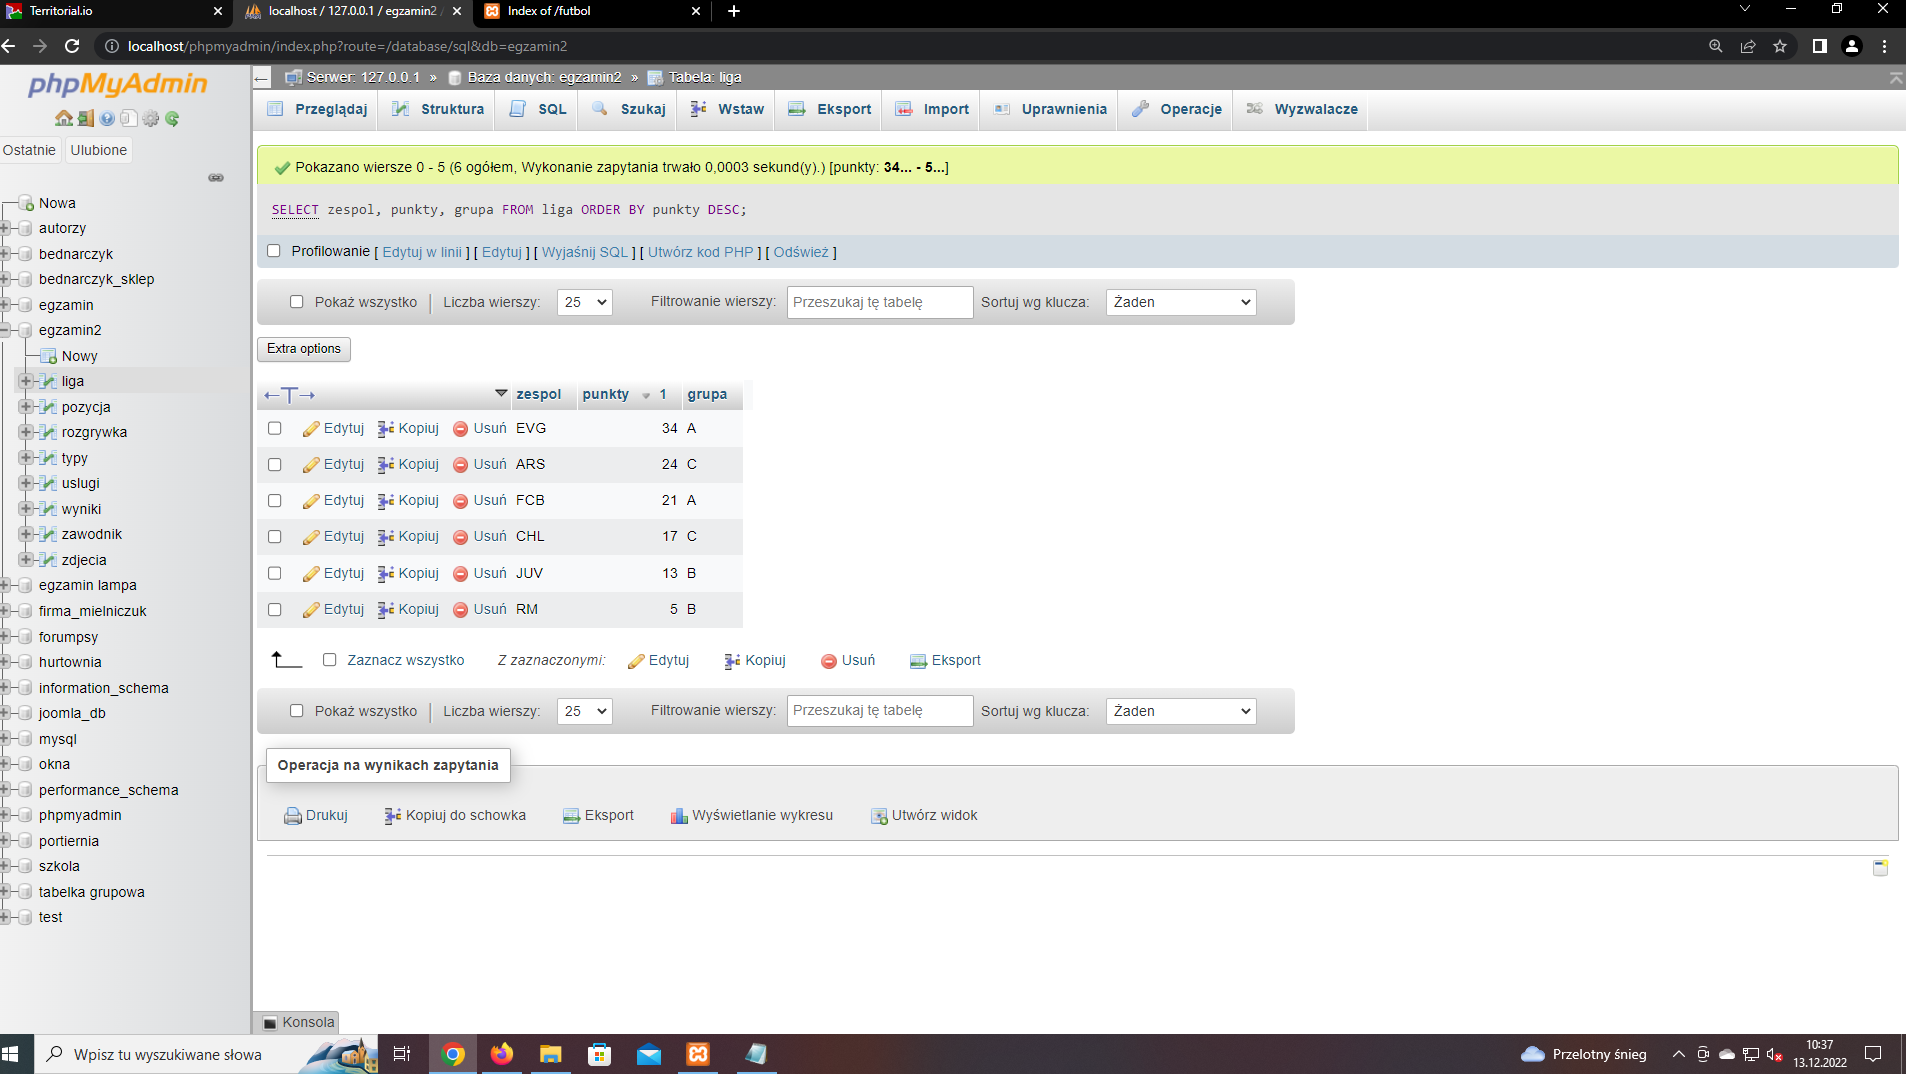 Territorial.io
localhost / 127.0.0.1 / egzamin2
Index of /futbol
localhost/phpmyadmin/index.php?route=/database/sql&db=egzamin2
phpMyAdmin
Ostatnie Ulubione
Nowa
autorzy
bednarczyk
bednarczyk_sklep
egzamin
egzamin2
Nowy
liga
pozycja
rozgrywka
typy
uslugi
wyniki
zawodnik
zdjecia
egzamin lampa
firma_mielniczuk
forumpsy
hurtownia
information_schema
joomla_db
mysql
okna
performance_schema
phpmyadmin
portiernia
szkola
tabelka grupowa
test
Serwer: 127.0.0.1 » Baza danych: egzamin2 » Tabela: liga
Przeglądaj Struktura SQL Szukaj Wstaw Eksport Import Uprawnienia Operacje Wyzwalacze
Pokazano wiersze 0 - 5 (6 ogółem, Wykonanie zapytania trwało 0,0003 sekund(y).) [punkty: 34... - 5...]
SELECT zespol, punkty, grupa FROM liga ORDER BY punkty DESC;
Profilowanie [ Edytuj w linii ] [ Edytuj ] [ Wyjaśnij SQL ] [ Utwórz kod PHP ] [ Odśwież ]
Pokaż wszystko Liczba wierszy: 25 Filtrowanie wierszy: Przeszukaj tę tabelę Sortuj wg klucza: Żaden
Extra options
←T→ zespol punkty 1 grupa
Edytuj Kopiuj Usuń EVG 34 A
Edytuj Kopiuj Usuń ARS 24 C
Edytuj Kopiuj Usuń FCB 21 A
Edytuj Kopiuj Usuń CHL 17 C
Edytuj Kopiuj Usuń JUV 13 B
Edytuj Kopiuj Usuń RM 5 B
Zaznacz wszystko Z zaznaczonymi: Edytuj Kopiuj Usuń Eksport
Pokaż wszystko Liczba wierszy: 25 Filtrowanie wierszy: Przeszukaj tę tabelę Sortuj wg klucza: Żaden
Operacja na wynikach zapytania
Drukuj Kopiuj do schowka Eksport Wyświetlanie wykresu Utwórz widok
Konsola
Wpisz tu wyszukiwane słowa
Przelotny śnieg
10:37
13.12.2022